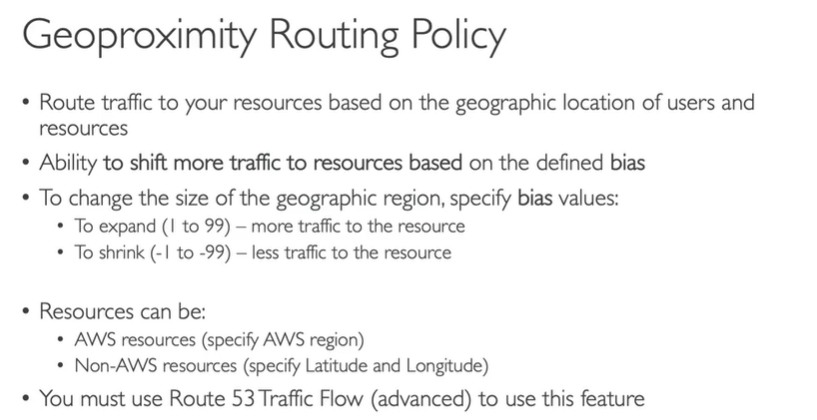 Geoproximity Routing Policy
• Route traffic to your resources based on the geographic location of users and
resources
• Ability to shift more traffic to resources based on the defined bias
• To change the size of the geographic region, specify bias values:
• To expand (1 to 99) – more traffic to the resource
• To shrink (-1 to -99) – less traffic to the resource
• Resources can be:
• AWS resources (specify AWS region)
• Non-AWS resources (specify Latitude and Longitude)
• You must use Route 53 Traffic Flow (advanced) to use this feature